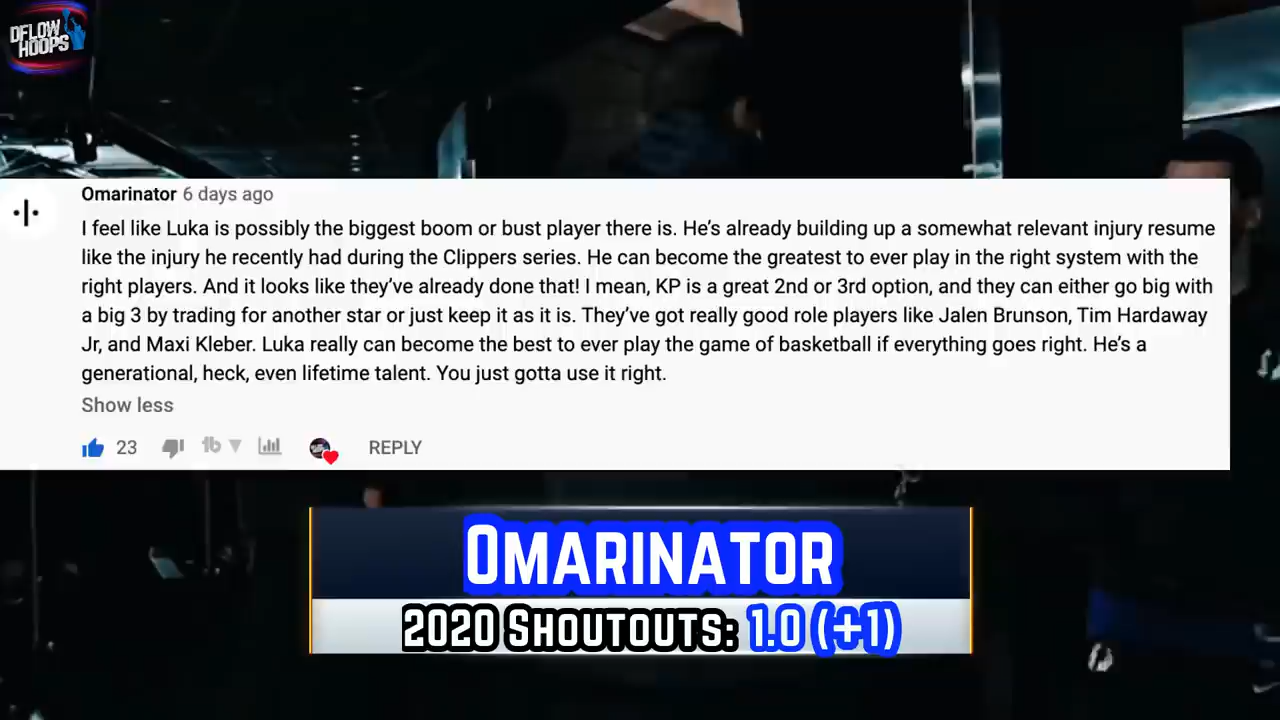 DFLOW
HOOPS
Omarinator 6 days ago
I feel like Luka is possibly the biggest boom or bust player there is. He's already building up a somewhat relevant injury resume
like the injury he recently had during the Clippers series. He can become the greatest to ever play in the right system with the
right players. And it looks like they've already done that! I mean, KP is a great 2nd or 3rd option, and they can either go big with
a big 3 by trading for another star or just keep it as it is. They've got really good role players like Jalen Brunson, Tim Hardaway
Jr, and Maxi Kleber. Luka really can become the best to ever play the game of basketball if everything goes right. He's a
generational, heck, even lifetime talent. You just gotta use it right.
Show less
23 REPLY
OMARINATOR
2020 SHOUTOUTS: 1.0 (+1)